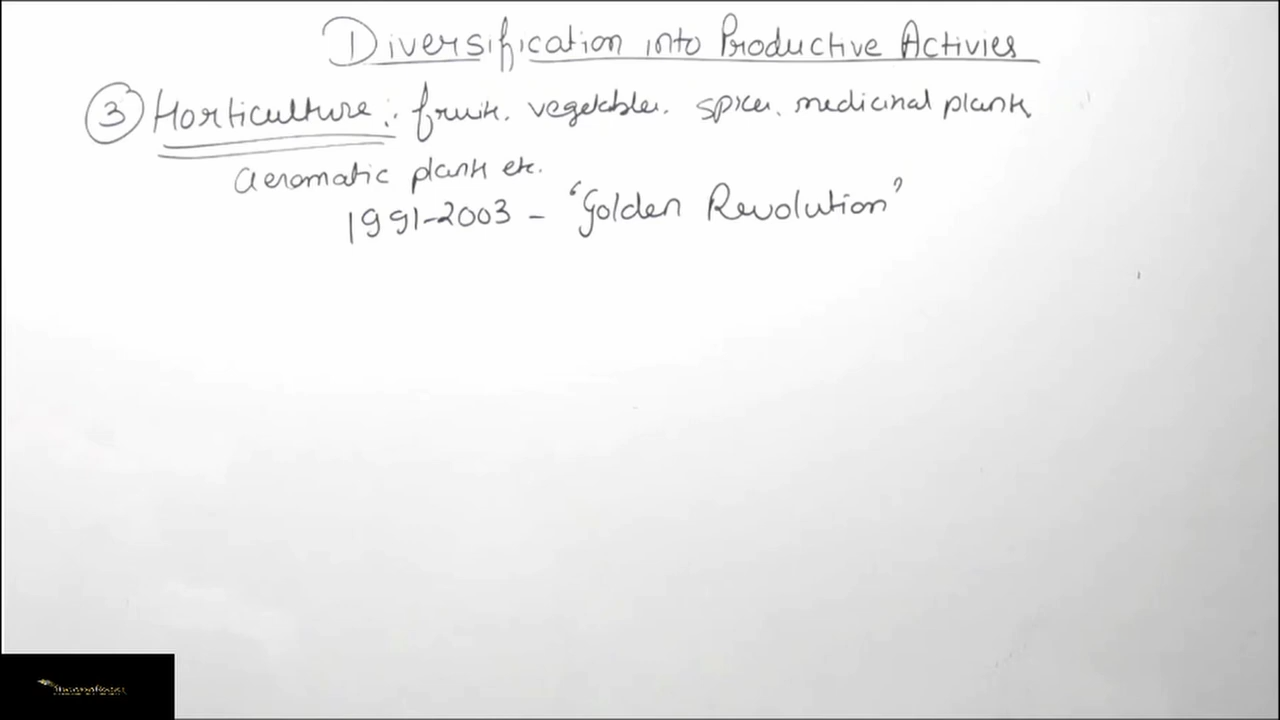 Diversification into Productive Activies
③ Horticulture : fruits, vegetables, spices, medicinal plants,
aeromatic plants etc.
1991-2003 - 'Golden Revolution'